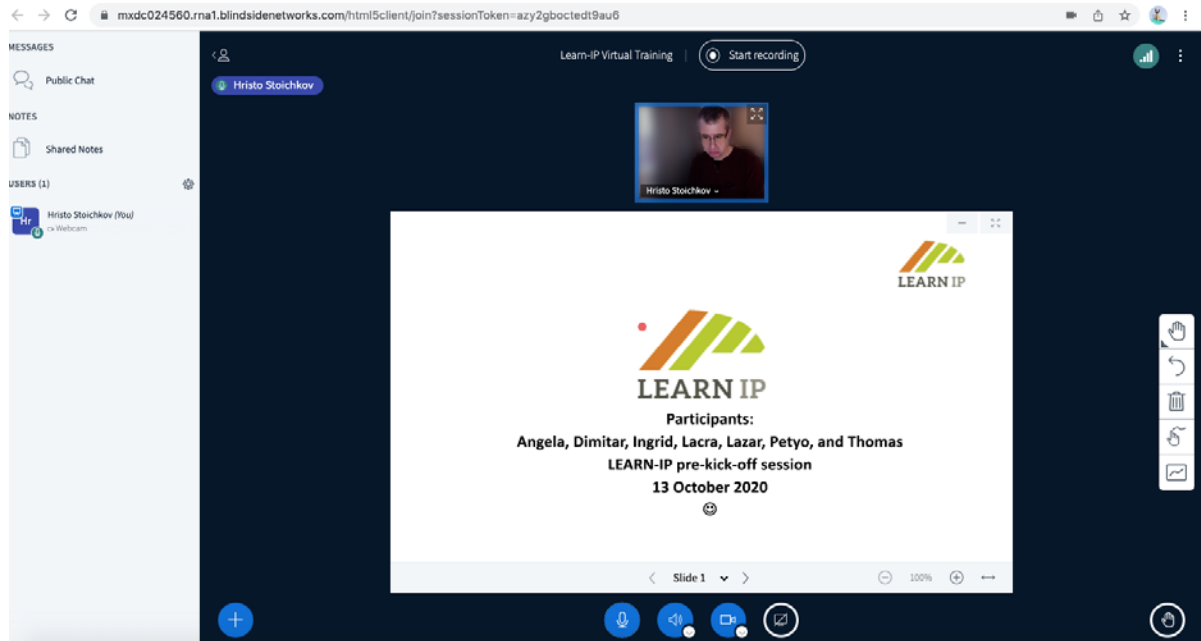 mxdc024560.rna1.blindsidenetworks.com/html5client/join?sessionToken=azy2gboctedt9au6
MESSAGES
Public Chat
NOTES
Shared Notes
USERS (1)
Hr
Hristo Stoichkov (You)
Webcam
Learn-IP Virtual Training
Start recording
Hristo Stoichkov
Hristo Stoichkov
LEARN IP
LEARN IP
Participants:
Angela, Dimitar, Ingrid, Lacra, Lazar, Petyo, and Thomas
LEARN-IP pre-kick-off session
13 October 2020
Slide 1
100%